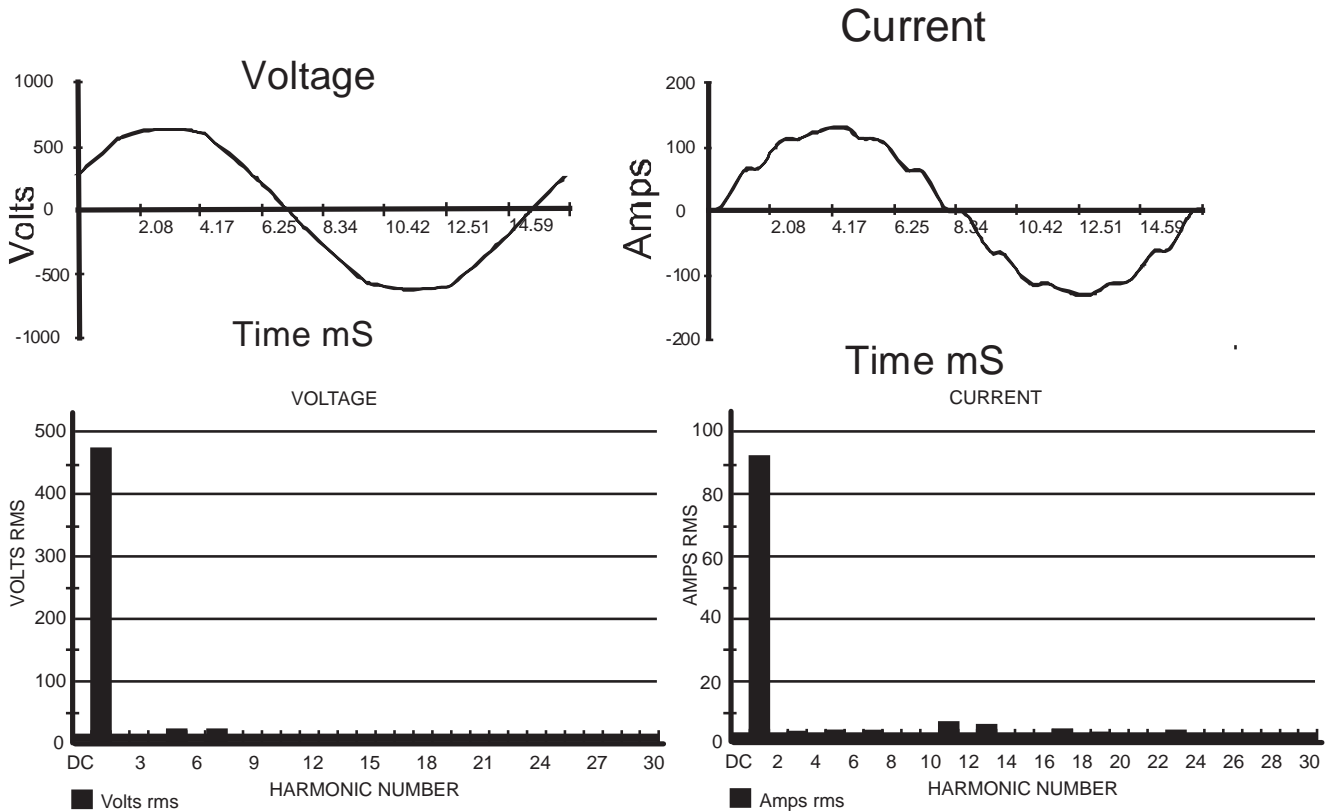 Voltage
1000
500
0
-500
-1000
Volts
2.08 4.17 6.25 8.34 10.42 12.51 14.59
Time mS
Current
200
100
0
-100
-200
Amps
2.08 4.17 6.25 8.34 10.42 12.51 14.59
Time mS
VOLTAGE
500
400
300
200
100
0
VOLTS RMS
DC 3 6 9 12 15 18 21 24 27 30
HARMONIC NUMBER
Volts rms
CURRENT
100
80
60
40
20
0
AMPS RMS
DC 2 4 6 8 10 12 14 16 18 20 22 24 26 28 30
HARMONIC NUMBER
Amps rms